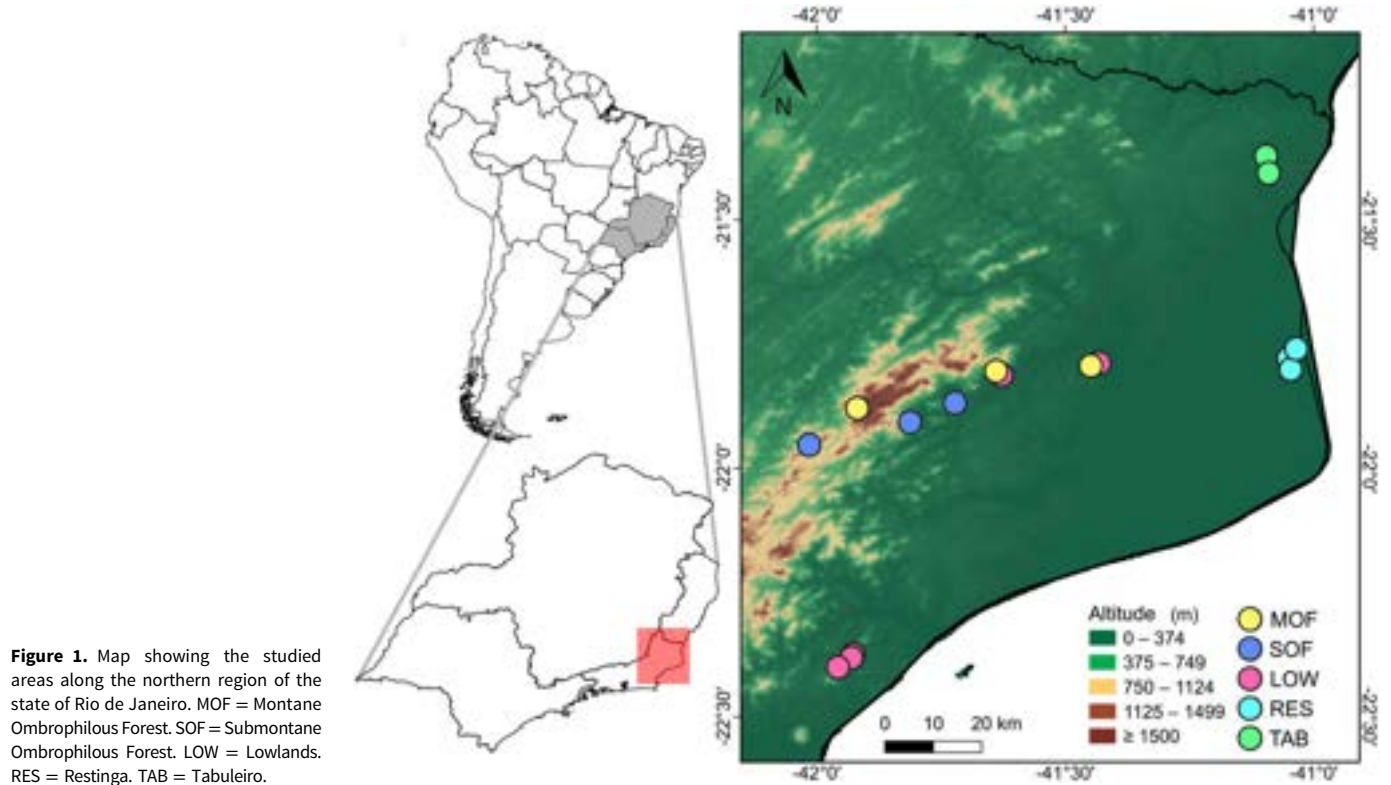 -42°0' -41°30' -41°0'
N
-21°30' -21°30'
-22°0' -22°0'
-22°30' -22°30'
Altitude (m)
0 – 374
375 – 749
750 – 1124
1125 – 1499
≥ 1500
MOF
SOF
LOW
RES
TAB
0 10 20 km
-42°0' -41°30' -41°0'
Figure 1. Map showing the studied
areas along the northern region of the
state of Rio de Janeiro. MOF = Montane
Ombrophilous Forest. SOF = Submontane
Ombrophilous Forest. LOW = Lowlands.
RES = Restinga. TAB = Tabuleiro.